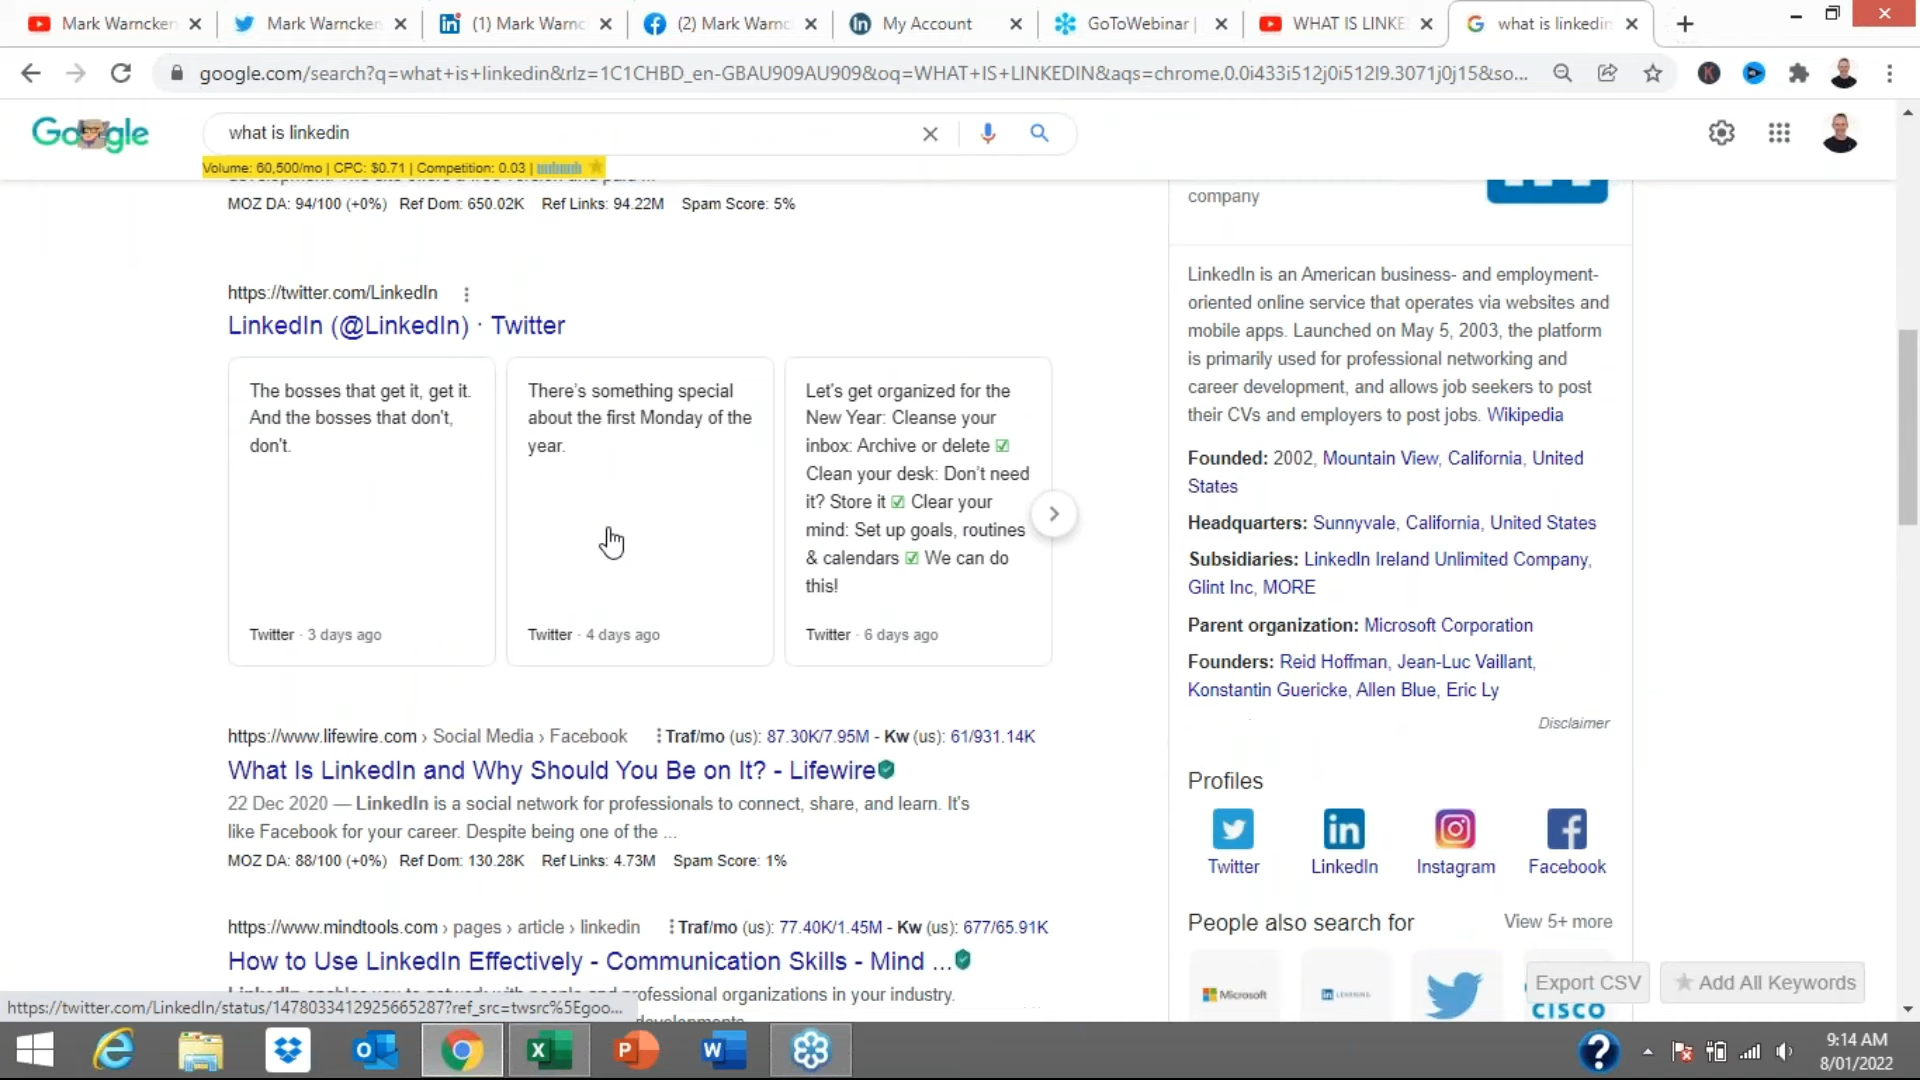 Mark Warncken
Mark Warncken
(1) Mark Warnc
(2) Mark Warnc
My Account
GoToWebinar |
WHAT IS LINKE
what is linkedin
google.com/search?q=what+is+linkedin&rlz=1C1CHBD_en-GBAU909AU909&oq=WHAT+IS+LINKEDIN&aqs=chrome.0.0i433i512j0i512l9.3071j0j15&so...
Google
what is linkedin
Volume: 60,500/mo | CPC: $0.71 | Competition: 0.03 |
MOZ DA: 94/100 (+0%) Ref Dom: 650.02K Ref Links: 94.22M Spam Score: 5%
https://twitter.com/LinkedIn
LinkedIn (@LinkedIn) · Twitter
The bosses that get it, get it.
And the bosses that don't,
don't.
Twitter · 3 days ago
There's something special
about the first Monday of the
year.
Twitter · 4 days ago
Let's get organized for the
New Year: Cleanse your
inbox: Archive or delete ☑
Clean your desk: Don't need
it? Store it ☑ Clear your
mind: Set up goals, routines
& calendars ☑ We can do
this!
Twitter · 6 days ago
https://www.lifewire.com › Social Media › Facebook
Traf/mo (us): 87.30K/7.95M - Kw (us): 61/931.14K
What Is LinkedIn and Why Should You Be on It? - Lifewire
22 Dec 2020 — LinkedIn is a social network for professionals to connect, share, and learn. It's
like Facebook for your career. Despite being one of the ...
MOZ DA: 88/100 (+0%) Ref Dom: 130.28K Ref Links: 4.73M Spam Score: 1%
https://www.mindtools.com › pages › article › linkedin
Traf/mo (us): 77.40K/1.45M - Kw (us): 677/65.91K
How to Use LinkedIn Effectively - Communication Skills - Mind ...
professional organizations in your industry.
https://twitter.com/LinkedIn/status/1478033412925665287?ref_src=twsrc%5Egoo...
company
LinkedIn is an American business- and employment-
oriented online service that operates via websites and
mobile apps. Launched on May 5, 2003, the platform
is primarily used for professional networking and
career development, and allows job seekers to post
their CVs and employers to post jobs. Wikipedia
Founded: 2002, Mountain View, California, United
States
Headquarters: Sunnyvale, California, United States
Subsidiaries: LinkedIn Ireland Unlimited Company,
Glint Inc, MORE
Parent organization: Microsoft Corporation
Founders: Reid Hoffman, Jean-Luc Vaillant,
Konstantin Guericke, Allen Blue, Eric Ly
Disclaimer
Profiles
Twitter
LinkedIn
Instagram
Facebook
People also search for
View 5+ more
Microsoft
LEARNING
CISCO
Export CSV
Add All Keywords
9:14 AM
8/01/2022